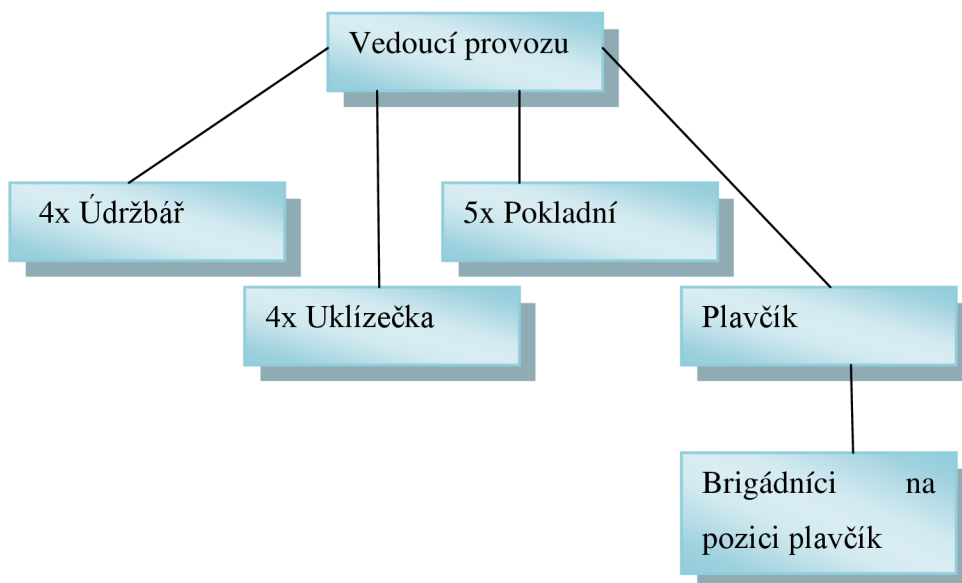 Vedoucí provozu
4x Údržbář
5x Pokladní
4x Uklízečka
Plavčík
Brigádníci na
pozici plavčík